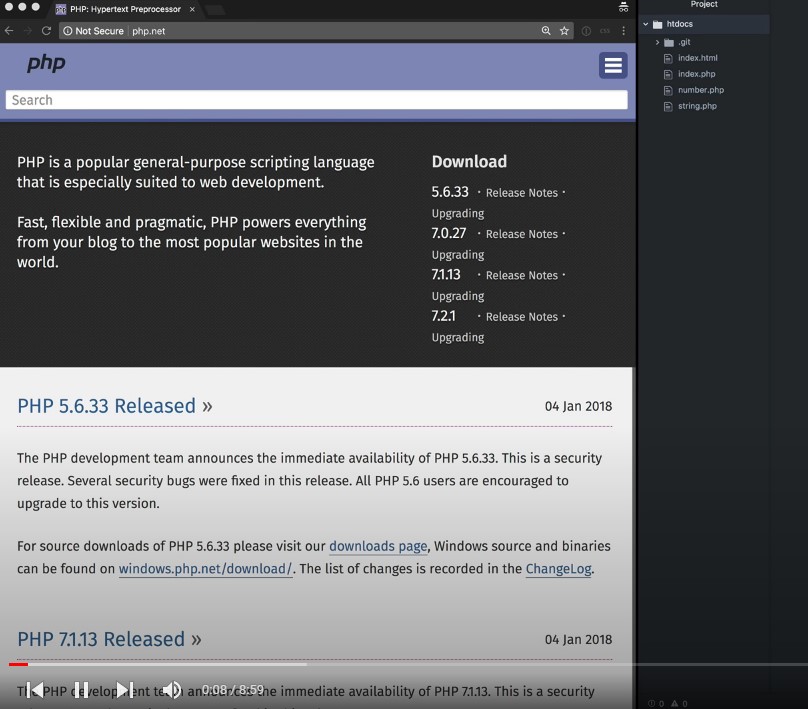 PHP: Hypertext Preprocessor
Project
Not Secure php.net
htdocs
.git
index.html
index.php
number.php
string.php
php
Search
PHP is a popular general-purpose scripting language
that is especially suited to web development.
Fast, flexible and pragmatic, PHP powers everything
from your blog to the most popular websites in the
world.
Download
5.6.33 · Release Notes ·
Upgrading
7.0.27 · Release Notes ·
Upgrading
7.1.13 · Release Notes ·
Upgrading
7.2.1 · Release Notes ·
Upgrading
PHP 5.6.33 Released »
04 Jan 2018
The PHP development team announces the immediate availability of PHP 5.6.33. This is a security
release. Several security bugs were fixed in this release. All PHP 5.6 users are encouraged to
upgrade to this version.
For source downloads of PHP 5.6.33 please visit our downloads page, Windows source and binaries
can be found on windows.php.net/download/. The list of changes is recorded in the ChangeLog.
PHP 7.1.13 Released »
04 Jan 2018
The PHP development team announces the immediate availability of PHP 7.1.13. This is a security
0:08 / 8:59
0 0